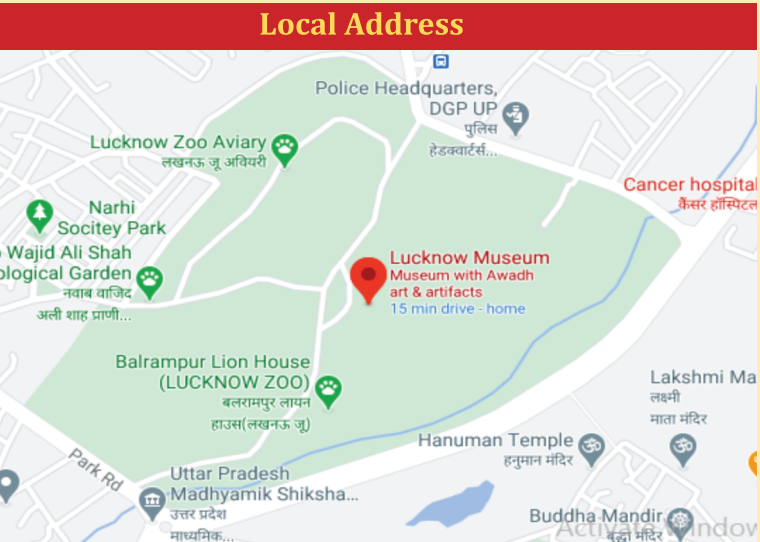 Local Address
Police Headquarters,
DGP UP
पुलिस
हेडक्वार्टर्स...
Lucknow Zoo Aviary
लखनऊ जू अवियरी
Cancer hospital
कैंसर हॉस्पिटल
Narhi
Socitey Park
Wajid Ali Shah
ological Garden
नवाब वाजिद
अली शाह प्राणी...
Lucknow Museum
Museum with Awadh
art & artifacts
15 min drive - home
Balrampur Lion House
(LUCKNOW ZOO)
बलरामपुर लायन
हाउस(लखनऊ जू)
Lakshmi Ma
लक्ष्मी
माता मंदिर
Hanuman Temple
हनुमान मंदिर
Park Rd
Uttar Pradesh
Madhyamik Shiksha...
उत्तर प्रदेश
माध्यमिक...
Buddha Mandir
बुद्धा मंदिर
Activate Window